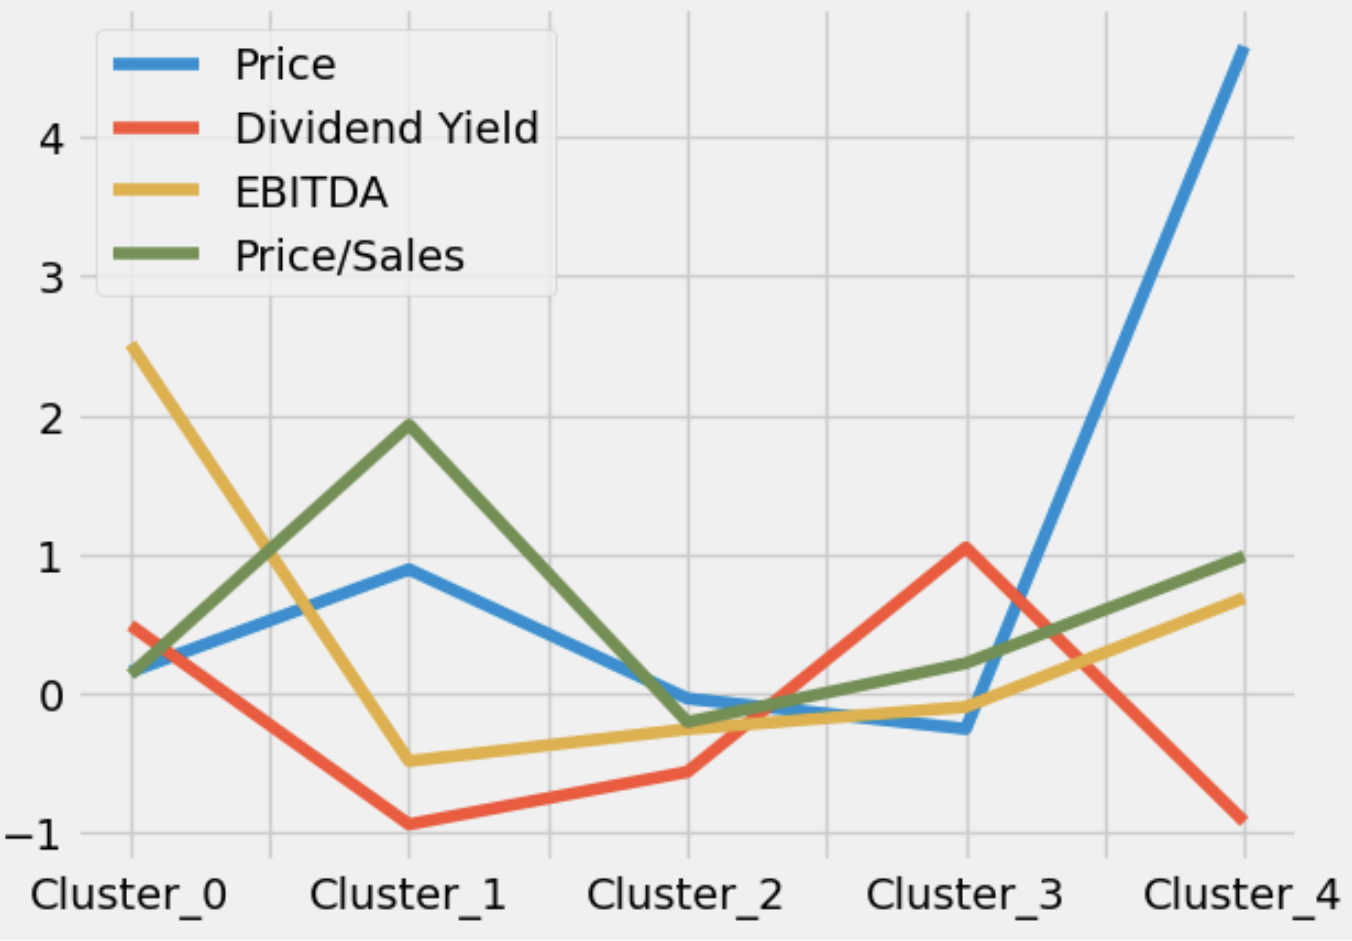 Price
Dividend Yield
EBITDA
Price/Sales
4
3
2
1
0
−1
Cluster_0 Cluster_1 Cluster_2 Cluster_3 Cluster_4